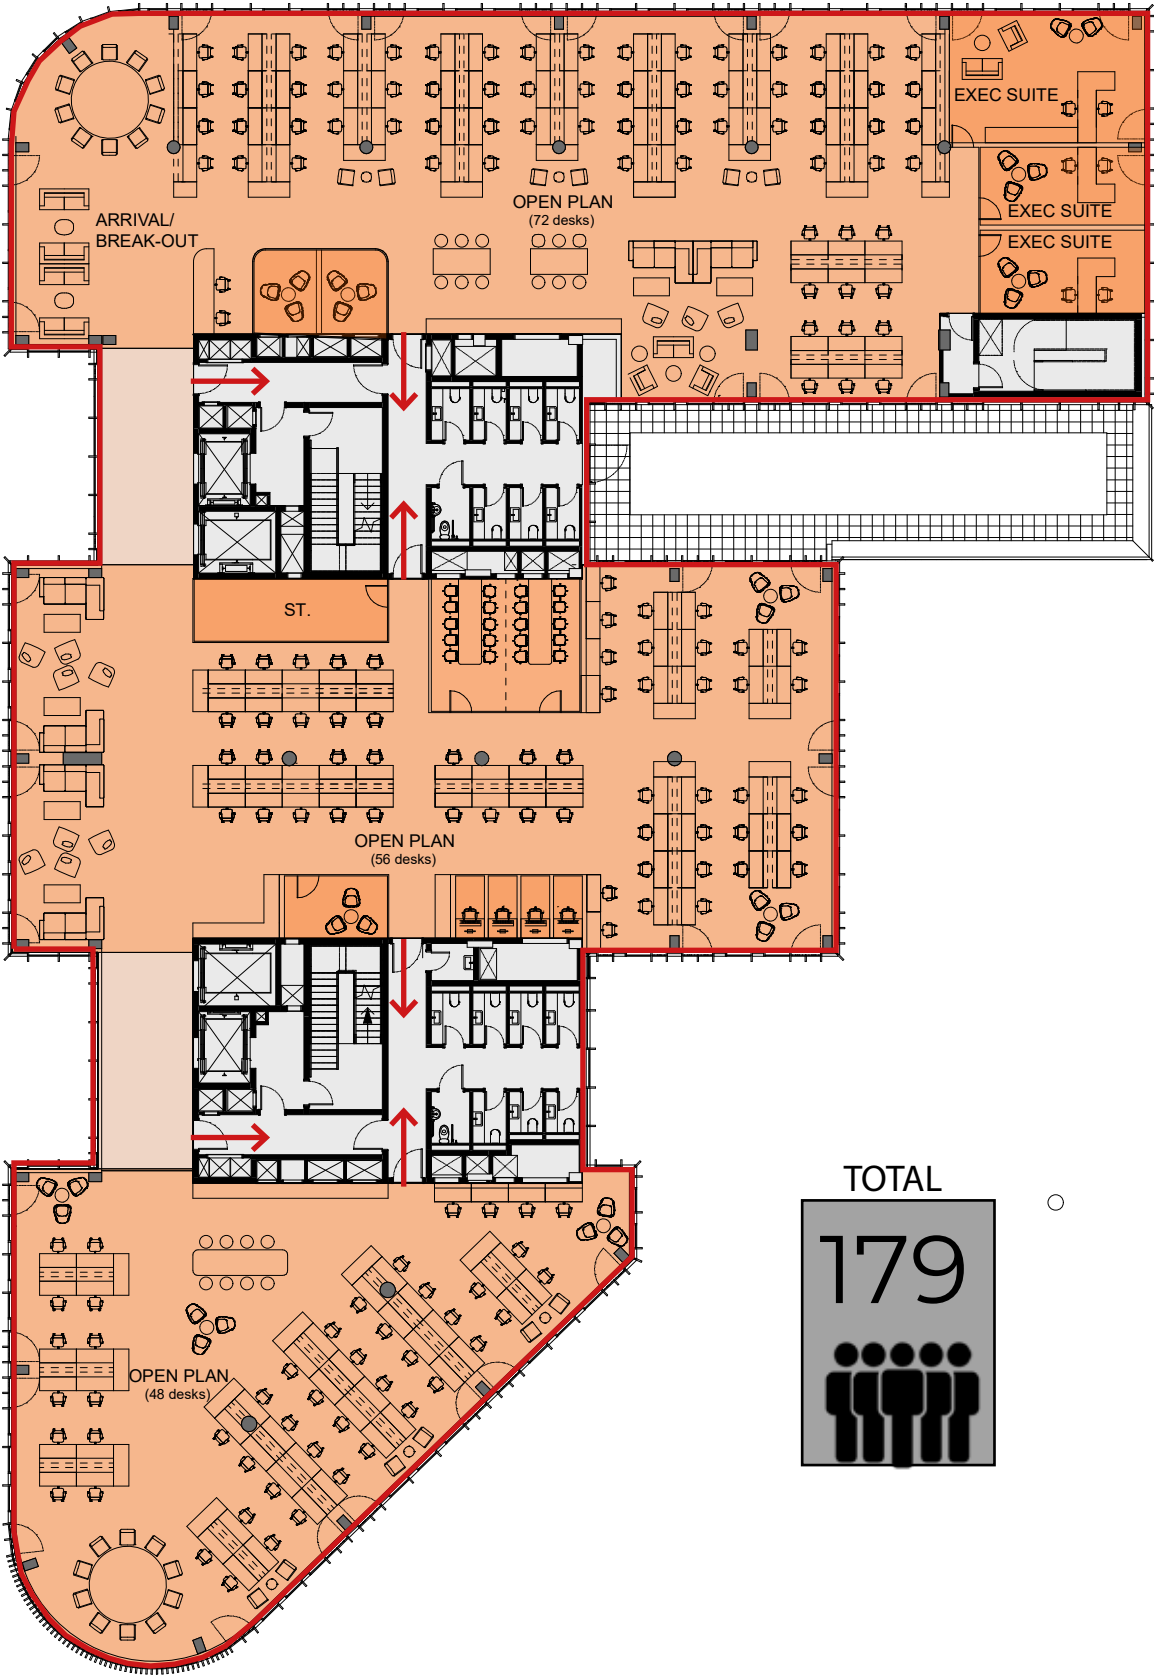 EXEC SUITE
OPEN PLAN
(72 desks)
EXEC SUITE
ARRIVAL/
BREAK-OUT
EXEC SUITE
ST.
OPEN PLAN
(56 desks)
TOTAL
179
OPEN PLAN
(48 desks)